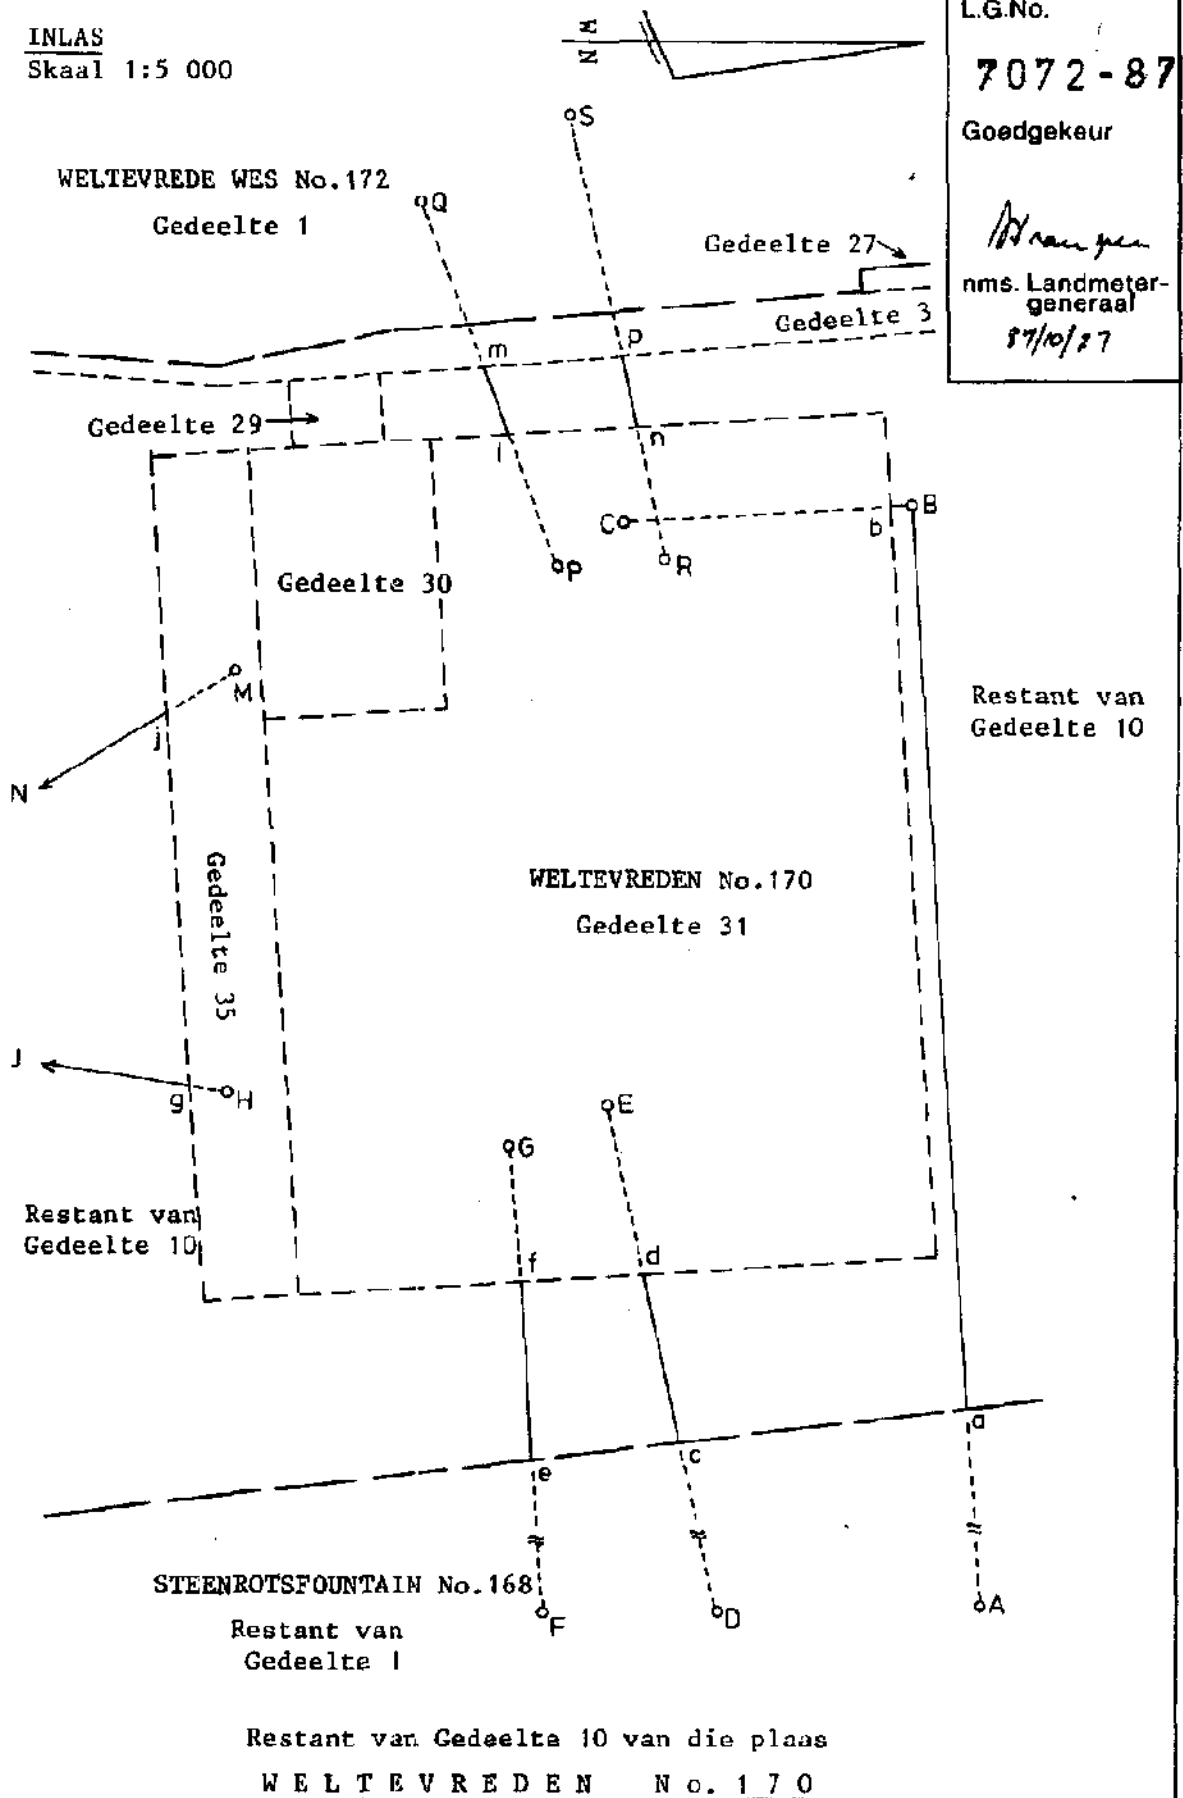 INLAS
Skaal 1:5 000
W
N
L.G.No.
7072-87
Goedgekeur
nms. Landmeter-
generaal
87/10/27
S
WELTEVREDE WES No.172
Gedeelte 1
Q
Gedeelte 27
Gedeelte 3
m
p
Gedeelte 29
l
n
C
b
B
P
R
Gedeelte 30
M
j
N
Restant van
Gedeelte 10
Gedeelte 35
WELTEVREDEN No.170
Gedeelte 31
J
g
H
E
G
Restant van
Gedeelte 10
f
d
a
c
e
STEENROTSFOUNTAIN No.168
Restant van
Gedeelte 1
F
D
A
Restant van Gedeelte 10 van die plaas
WELTEVREDEN No. 170